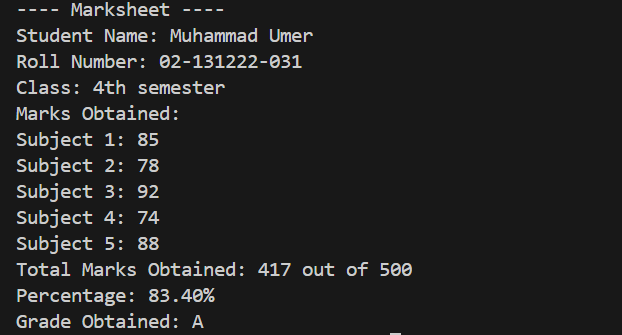 ---- Marksheet ----
Student Name: Muhammad Umer
Roll Number: 02-131222-031
Class: 4th semester
Marks Obtained:
Subject 1: 85
Subject 2: 78
Subject 3: 92
Subject 4: 74
Subject 5: 88
Total Marks Obtained: 417 out of 500
Percentage: 83.40%
Grade Obtained: A